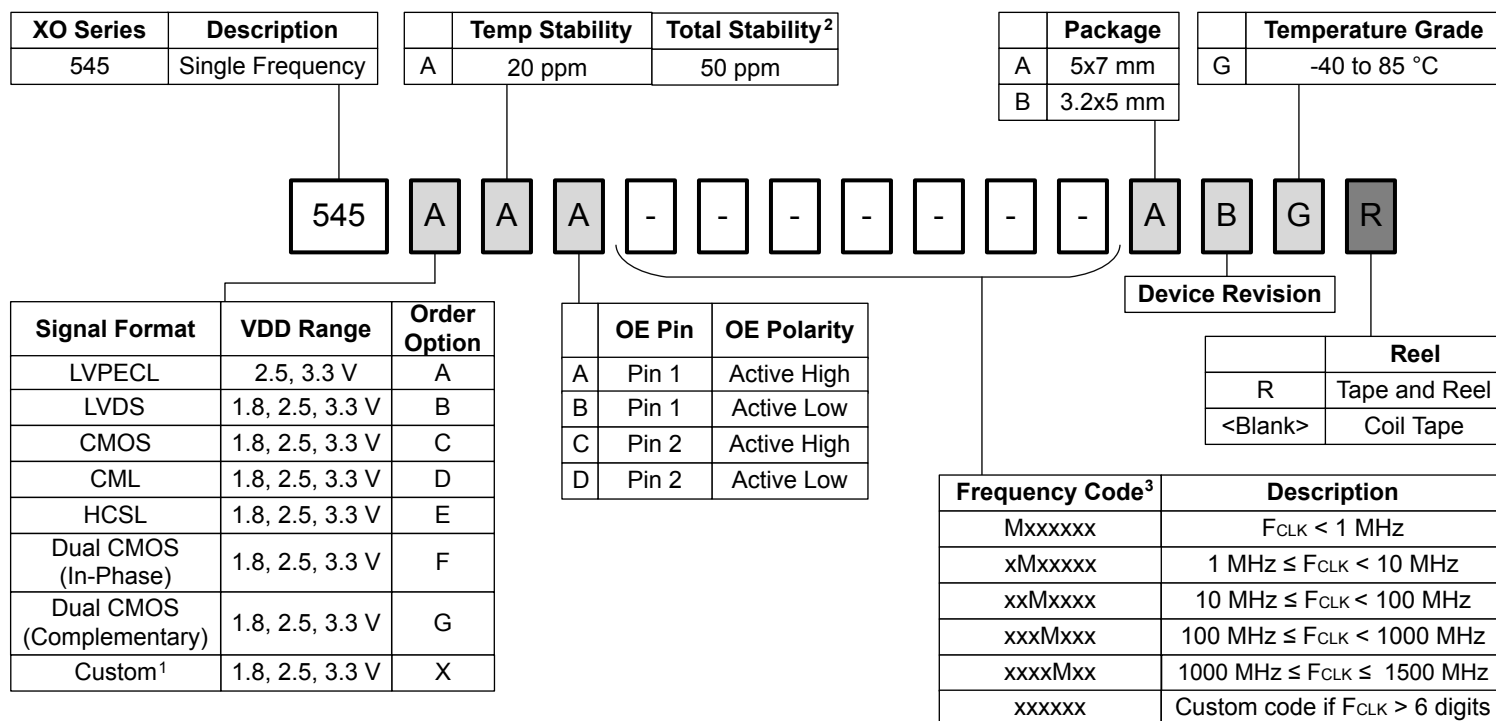 XO Series Description
545 Single Frequency
Temp Stability Total Stability²
A 20 ppm 50 ppm
Package
A 5x7 mm
B 3.2x5 mm
Temperature Grade
G -40 to 85 °C
545 A A A - - - - - - - A B G R
Signal Format VDD Range Order Option
LVPECL 2.5, 3.3 V A
LVDS 1.8, 2.5, 3.3 V B
CMOS 1.8, 2.5, 3.3 V C
CML 1.8, 2.5, 3.3 V D
HCSL 1.8, 2.5, 3.3 V E
Dual CMOS (In-Phase) 1.8, 2.5, 3.3 V F
Dual CMOS (Complementary) 1.8, 2.5, 3.3 V G
Custom¹ 1.8, 2.5, 3.3 V X
OE Pin OE Polarity
A Pin 1 Active High
B Pin 1 Active Low
C Pin 2 Active High
D Pin 2 Active Low
Device Revision
Reel
R Tape and Reel
<Blank> Coil Tape
Frequency Code³ Description
Mxxxxxx FCLK < 1 MHz
xMxxxxx 1 MHz ≤ FCLK < 10 MHz
xxMxxxx 10 MHz ≤ FCLK < 100 MHz
xxxMxxx 100 MHz ≤ FCLK < 1000 MHz
xxxxMxx 1000 MHz ≤ FCLK ≤ 1500 MHz
xxxxxx Custom code if FCLK > 6 digits